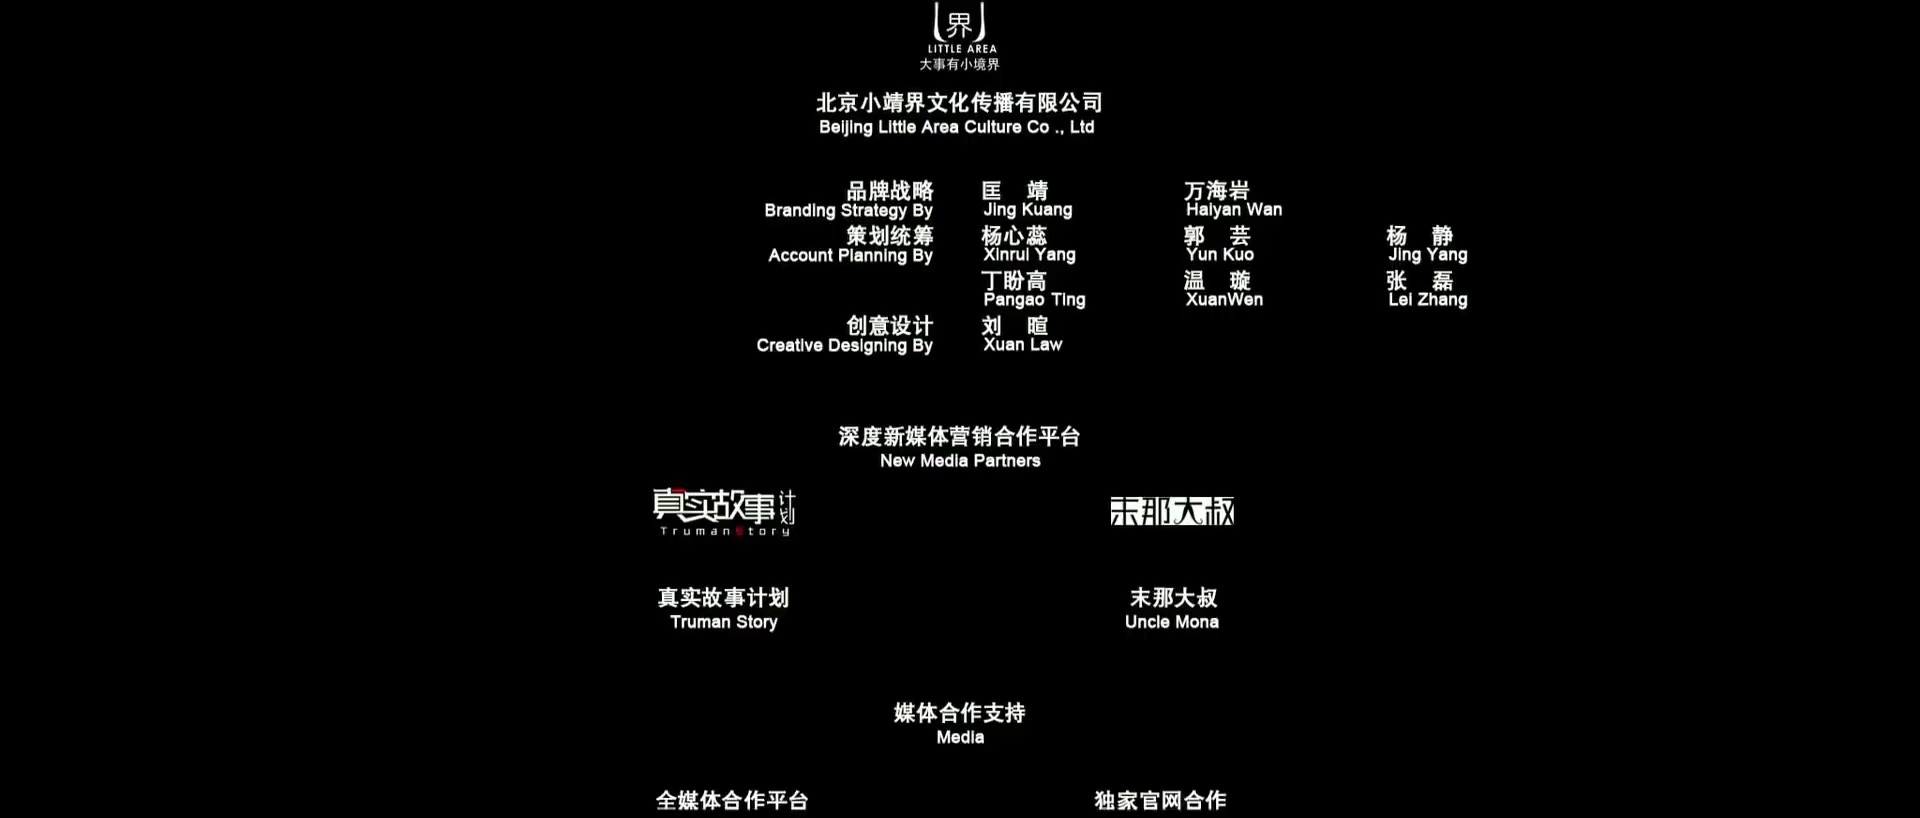 界
LITTLE AREA
大事有小境界
北京小靖界文化传播有限公司
Beijing Little Area Culture Co ., Ltd
品牌战略 匡 靖 万海岩
Branding Strategy By Jing Kuang Haiyan Wan
策划统筹 杨心蕊 郭 芸 杨 静
Account Planning By Xinrui Yang Yun Kuo Jing Yang
丁盼高 温 璇 张 磊
Pangao Ting XuanWen Lei Zhang
创意设计 刘 暄
Creative Designing By Xuan Law
深度新媒体营销合作平台
New Media Partners
真实故事计划 末那大叔
TrumanStory
真实故事计划 末那大叔
Truman Story Uncle Mona
媒体合作支持
Media
全媒体合作平台 独家官网合作